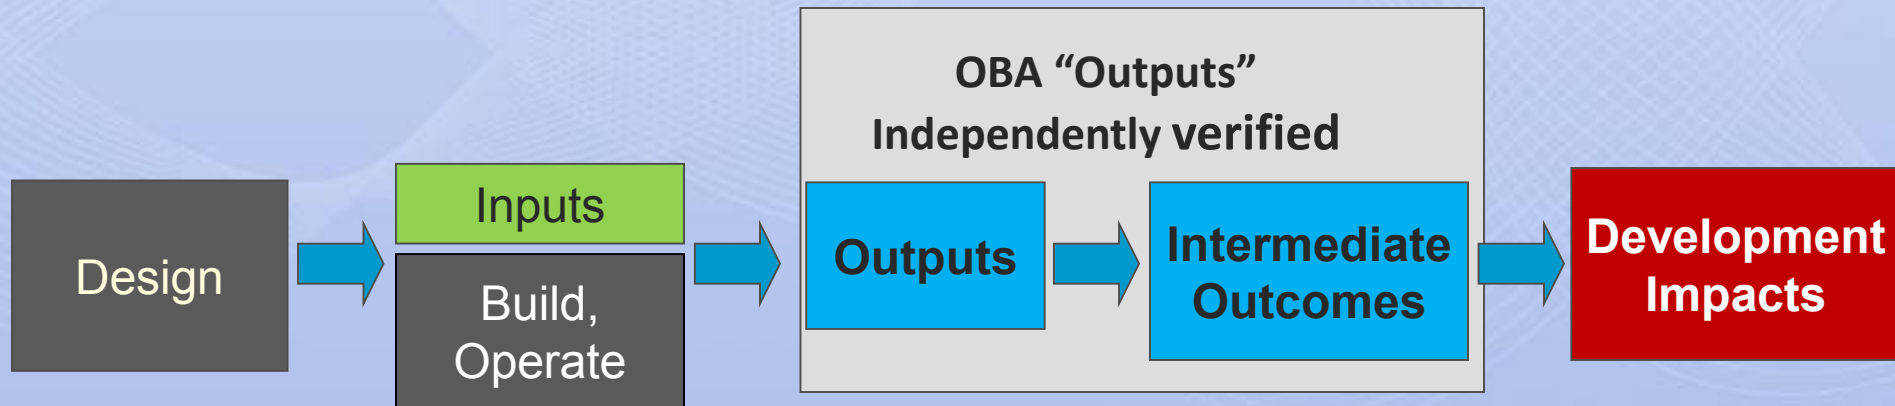 Design
Inputs
Build,
Operate
OBA “Outputs”
Independently verified
Outputs
Intermediate
Outcomes
Development
Impacts